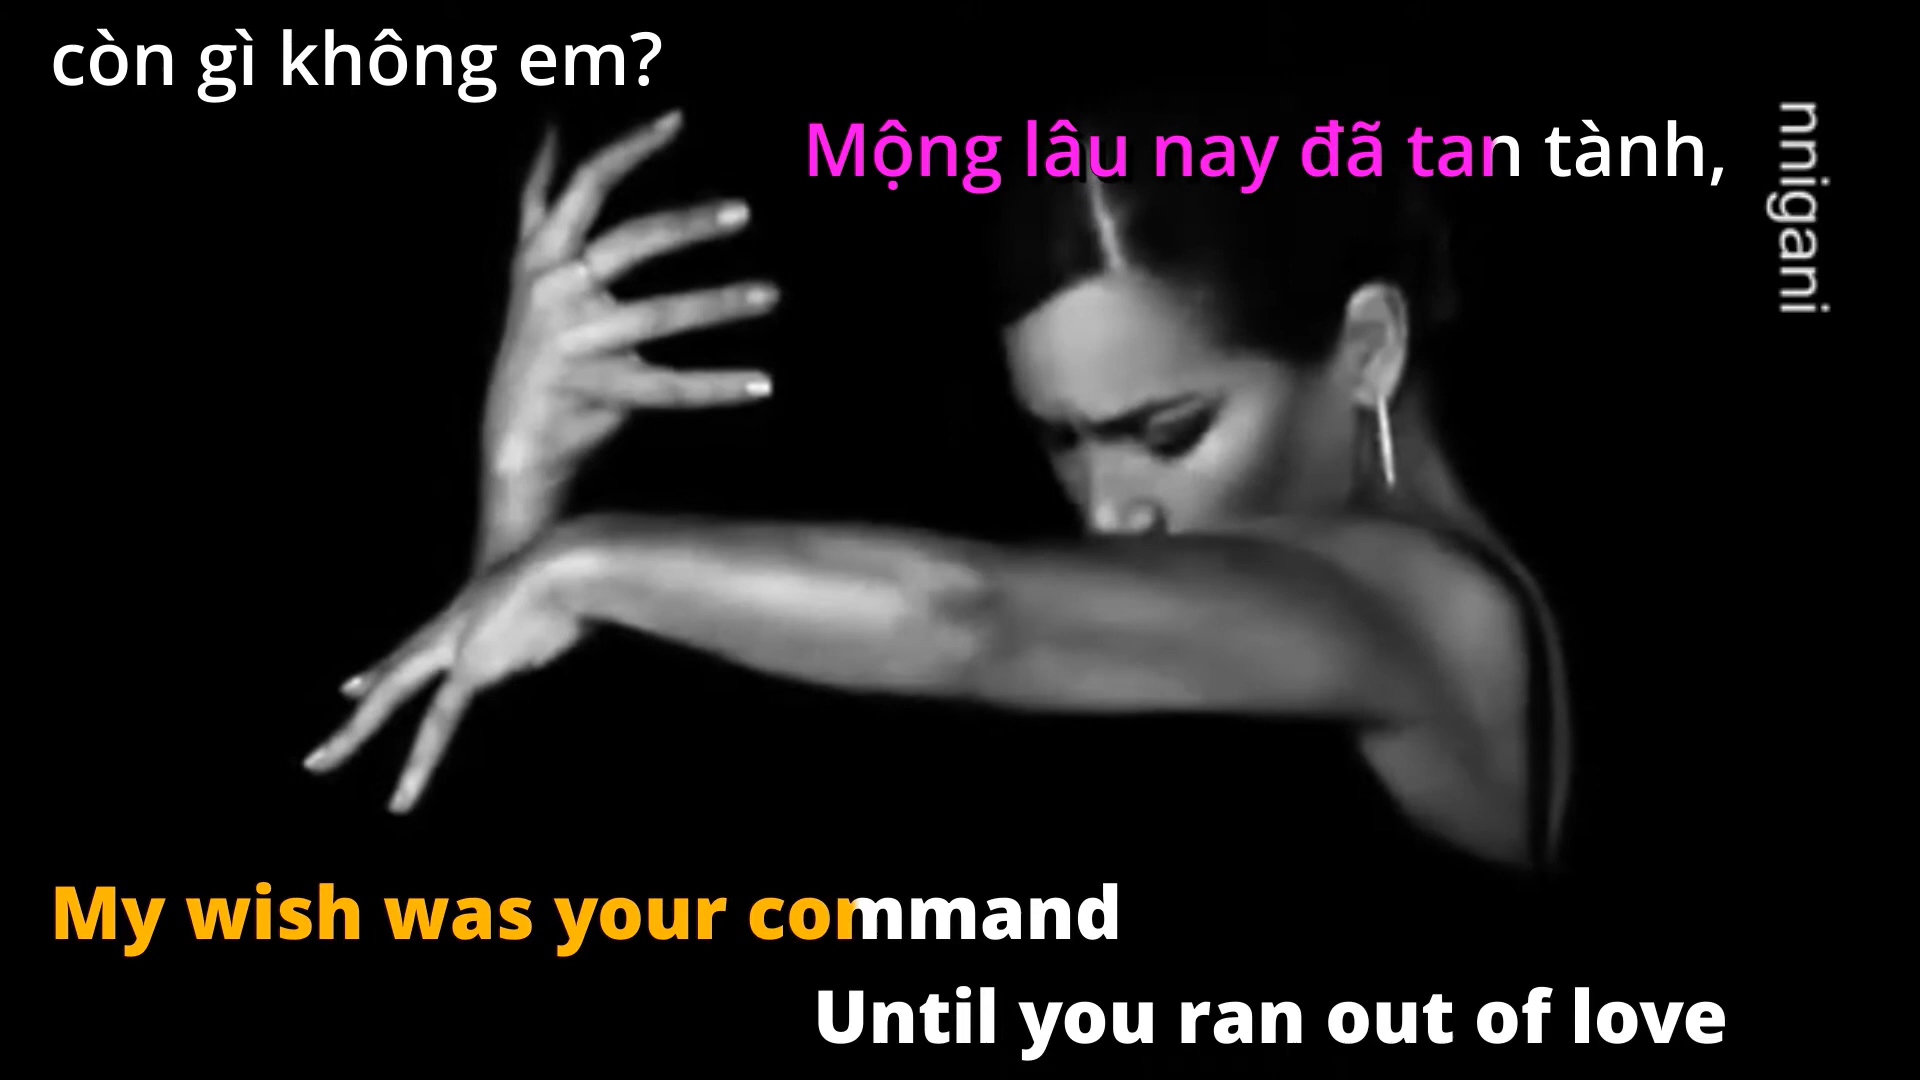 còn gì không em?
Mộng lâu nay đã tan tành,
nnigani
My wish was your command
Until you ran out of love